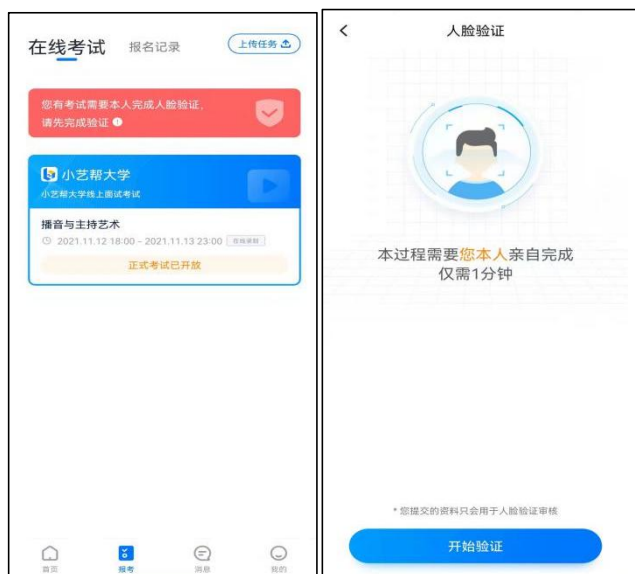 在线考试
报名记录
上传任务
您有考试需要本人完成人脸验证,
请先完成验证
小艺帮大学
小艺帮大学线上面试考试
播音与主持艺术
2021.11.12 18:00 - 2021.11.13 23:00
在线录制
正式考试已开放
首页
报考
消息
我的
人脸验证
本过程需要您本人亲自完成
仅需1分钟
*您提交的资料只会用于人脸验证审核
开始验证